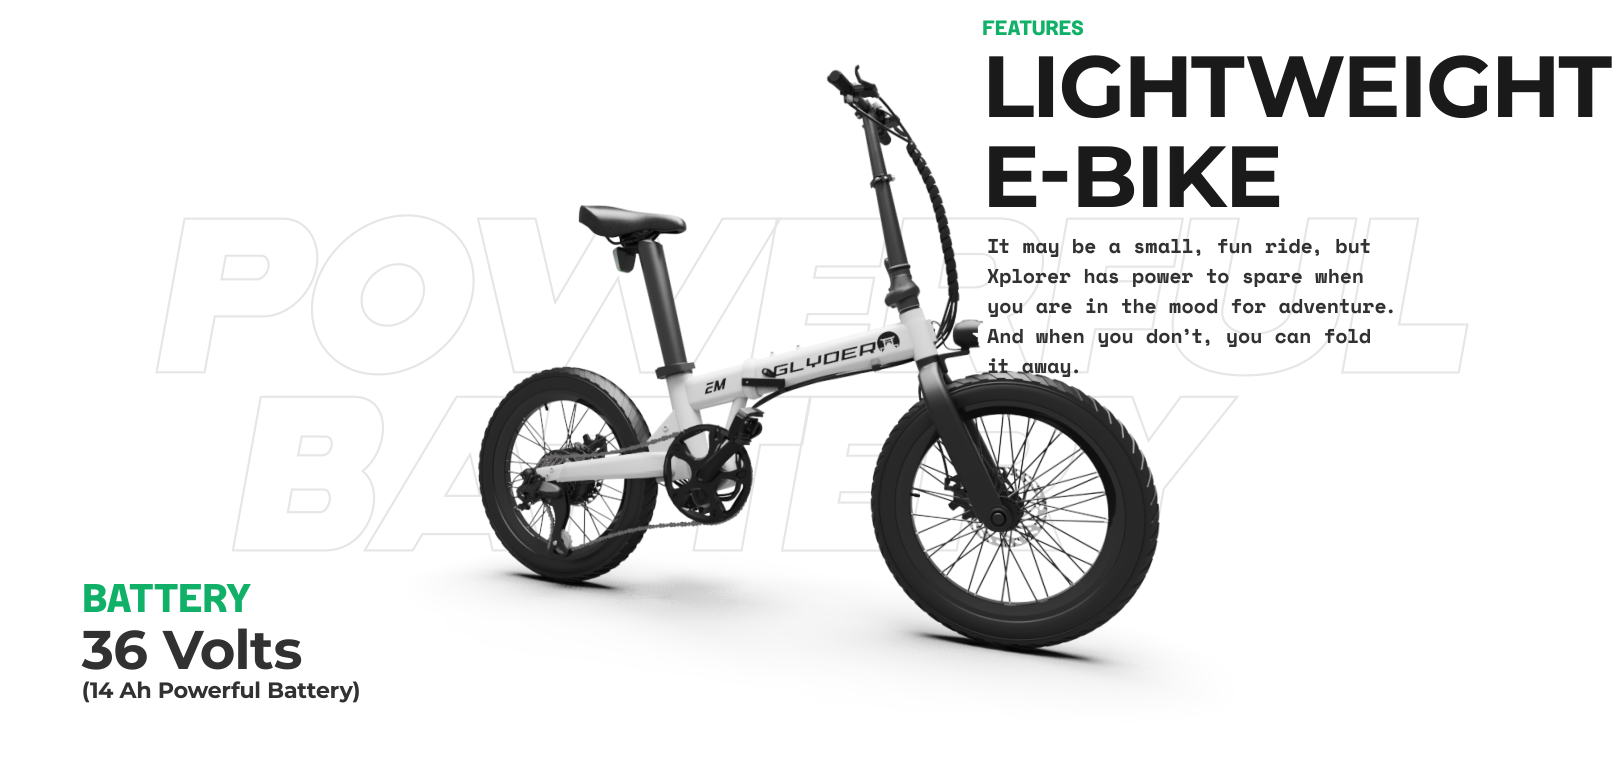 FEATURES
LIGHTWEIGHT
E-BIKE
It may be a small, fun ride, but
Xplorer has power to spare when
you are in the mood for adventure.
And when you don’t, you can fold
it away.
POWERFUL
BATTERY
GLYDER
EM
BATTERY
36 Volts
(14 Ah Powerful Battery)